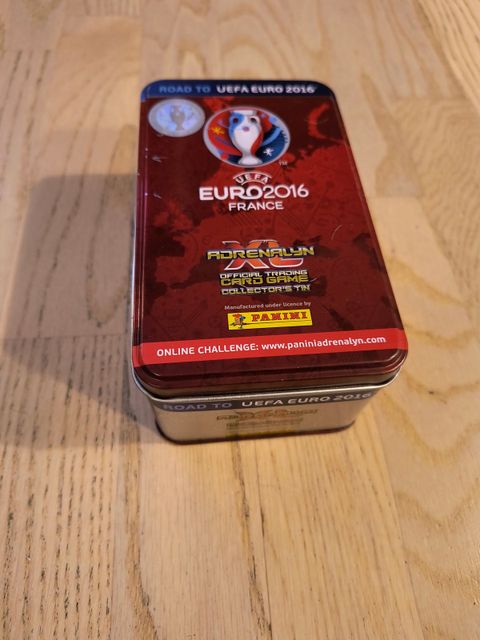 ROAD TO UEFA EURO 2016
TM
UEFA
EURO2016
FRANCE
XL
ADRENALYN
OFFICIAL TRADING
CARD GAME
COLLECTOR'S TIN
Manufactured under licence by
PANINI
ONLINE CHALLENGE: www.paniniadrenalyn.com
ROAD TO UEFA EURO 2016